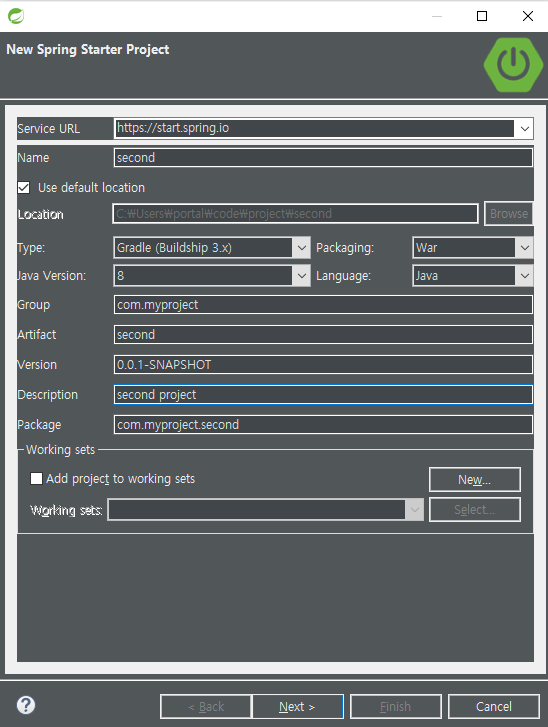 New Spring Starter Project
Service URL https://start.spring.io
Name second
Use default location
Location C:₩Users₩portal₩code₩project₩second Browse
Type: Gradle (Buildship 3.x) Packaging: War
Java Version: 8 Language: Java
Group com.myproject
Artifact second
Version 0.0.1-SNAPSHOT
Description second project
Package com.myproject.second
Working sets
Add project to working sets New...
Working sets: Select...
? < Back Next > Finish Cancel